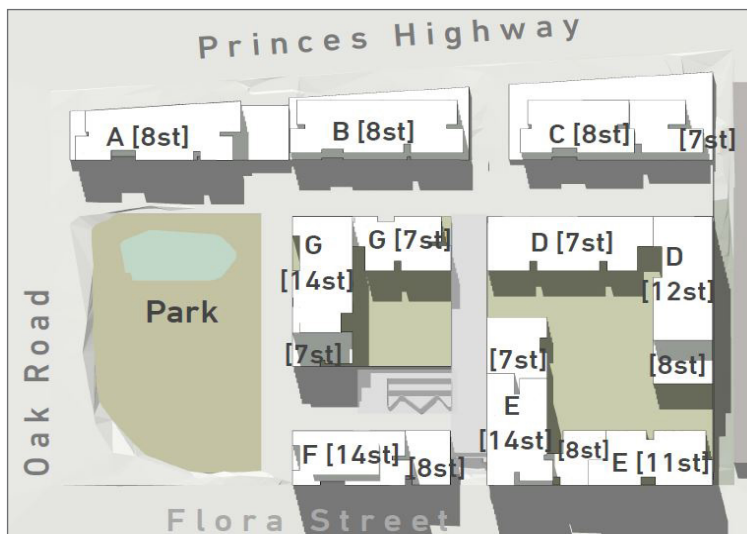 Princes Highway
A [8st]
B [8st]
C [8st]
[7st]
G
[14st]
G [7st]
D [7st]
D
[12st]
Park
Oak Road
[7st]
[7st]
[8st]
E
[14st]
F [14st]
[8st]
[8st]
E [11st]
Flora Street